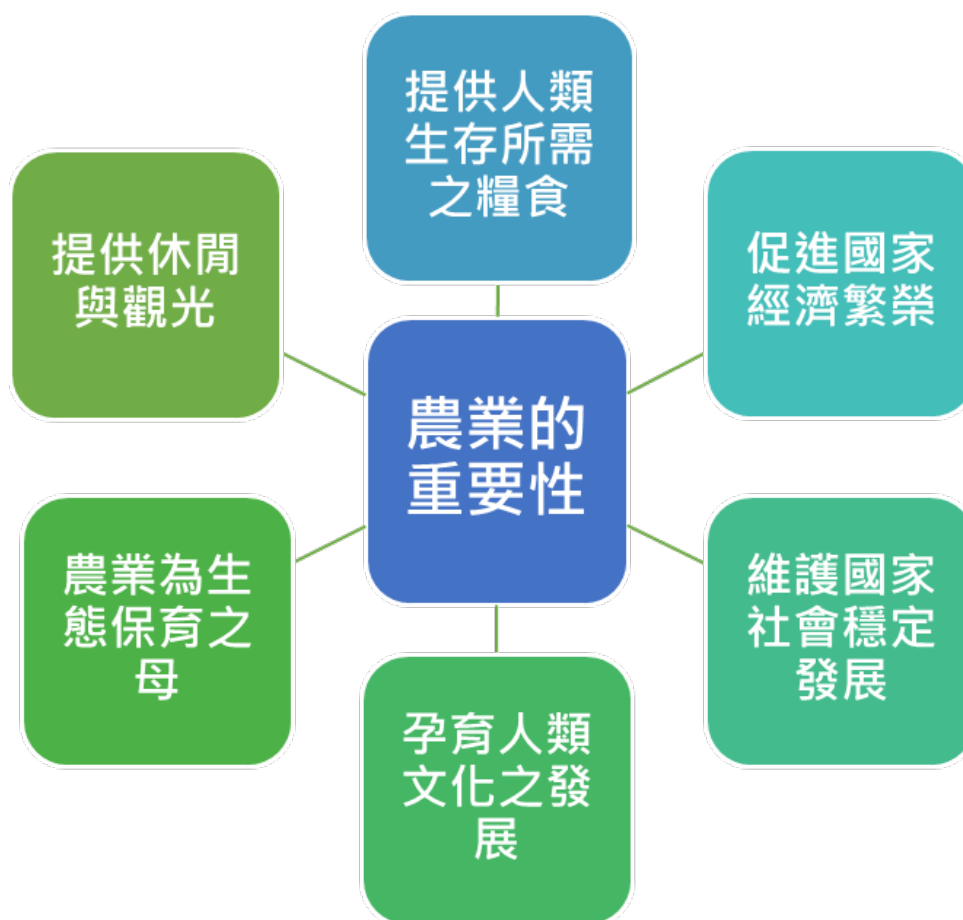 提供人類
生存所需
之糧食
促進國家
經濟繁榮
維護國家
社會穩定
發展
孕育人類
文化之發
展
農業為生
態保育之
母
提供休閒
與觀光
農業的
重要性